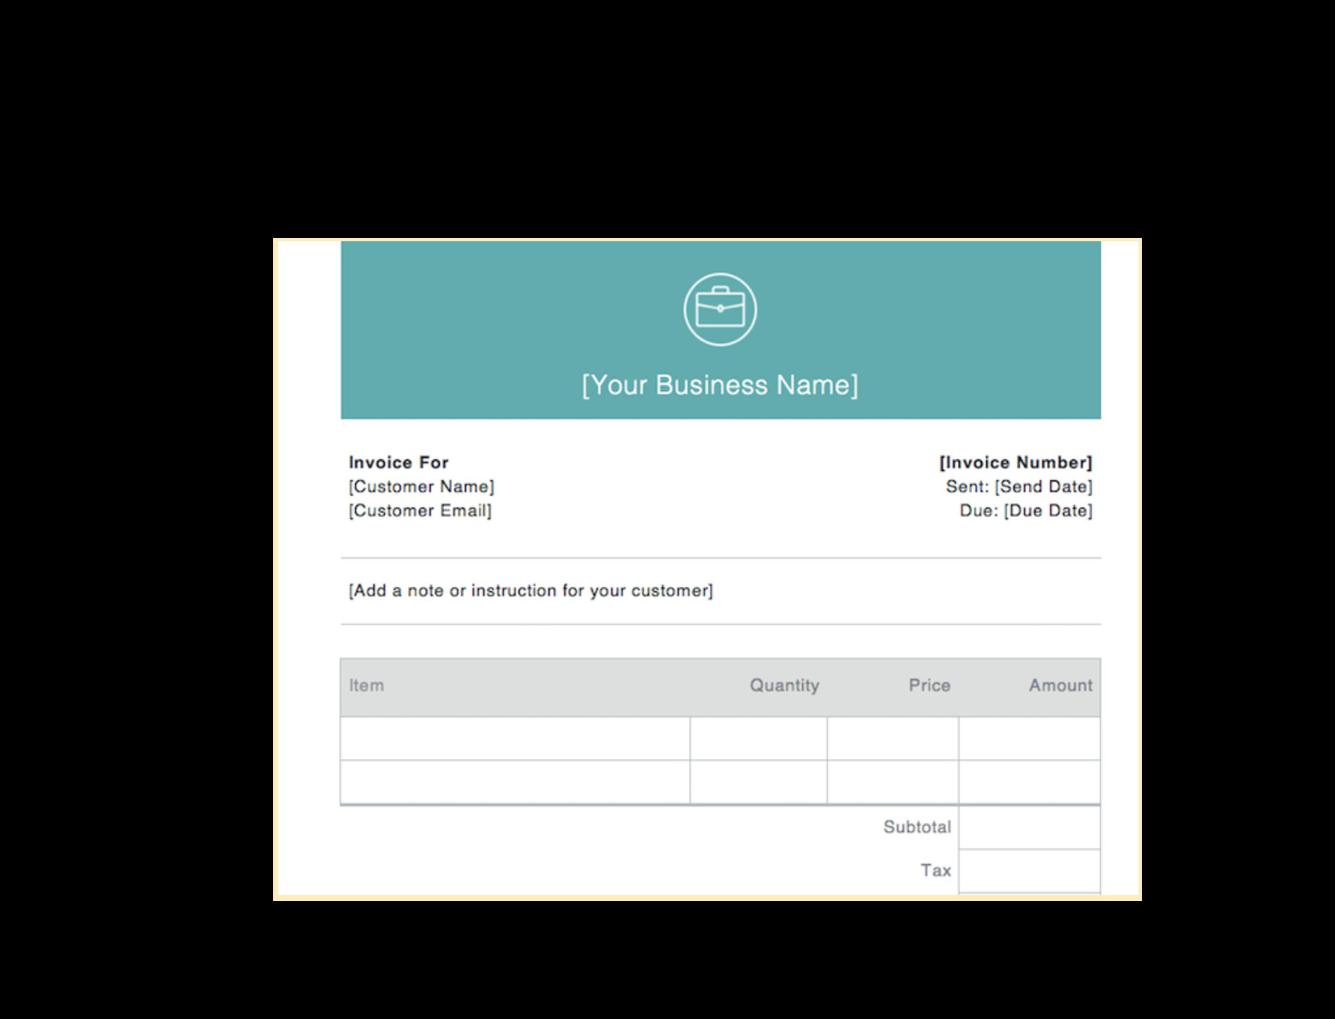 [Your Business Name]
Invoice For
[Invoice Number]
[Customer Name]
Sent: [Send Date]
[Customer Email]
Due: [Due Date]
[Add a note or instruction for your customer]
Item Quantity Price Amount
Subtotal
Tax